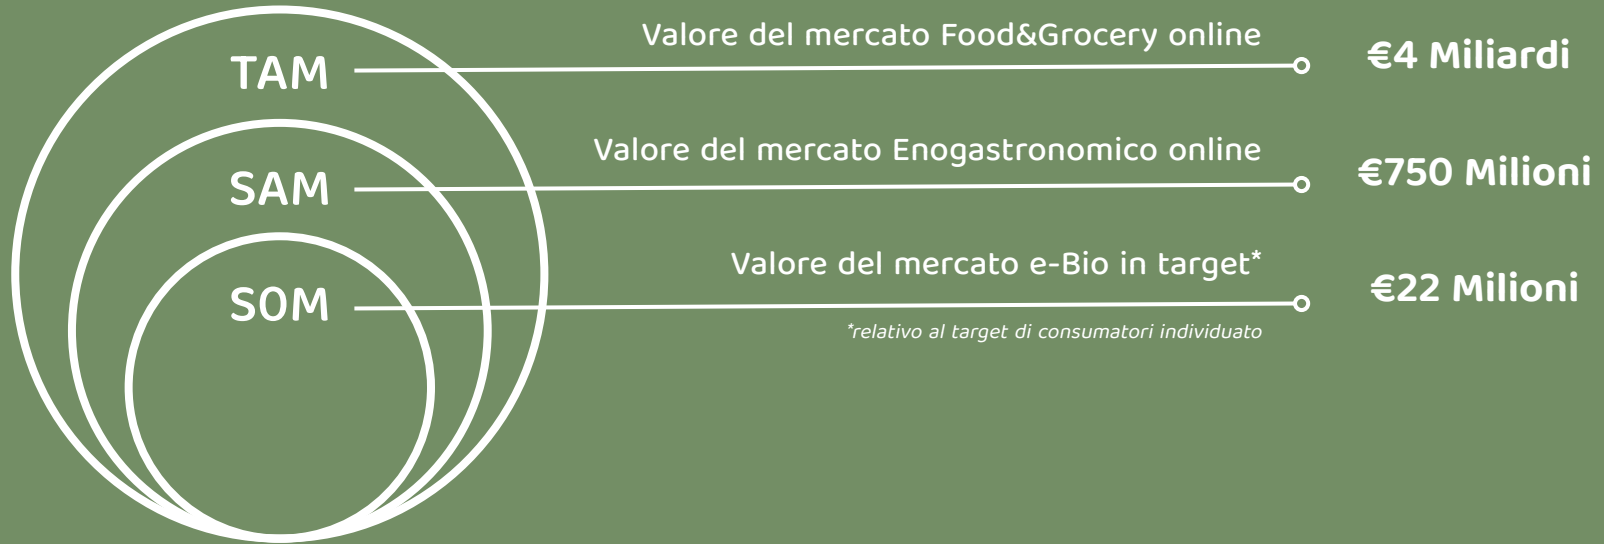 Valore del mercato Food&Grocery online
TAM
€4 Miliardi
Valore del mercato Enogastronomico online
SAM
€750 Milioni
Valore del mercato e-Bio in target*
SOM
€22 Milioni
*relativo al target di consumatori individuato